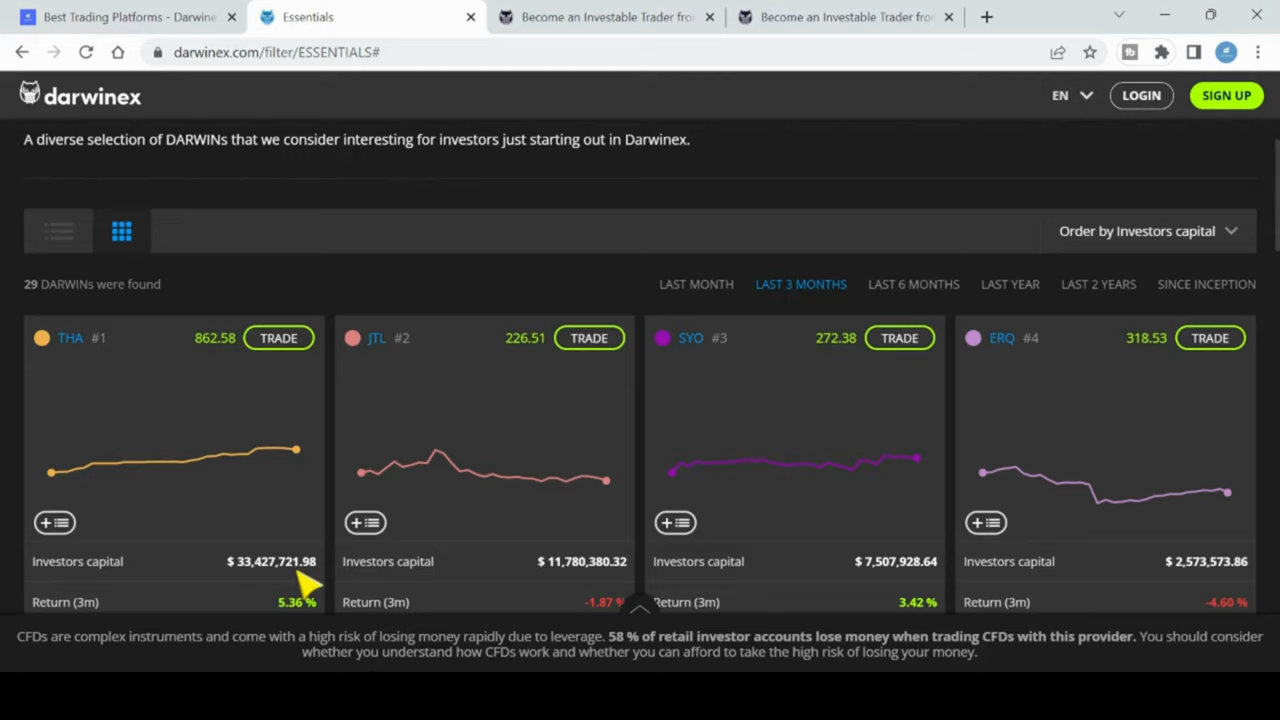 Best Trading Platforms - Darwine
Essentials
Become an Investable Trader from
Become an Investable Trader from
darwinex.com/filter/ESSENTIALS#
darwinex
EN
LOGIN
SIGN UP
A diverse selection of DARWINs that we consider interesting for investors just starting out in Darwinex.
Order by Investors capital
29 DARWINs were found
LAST MONTH
LAST 3 MONTHS
LAST 6 MONTHS
LAST YEAR
LAST 2 YEARS
SINCE INCEPTION
THA #1
862.58
TRADE
JTL #2
226.51
TRADE
SYO #3
272.38
TRADE
ERQ #4
318.53
TRADE
Investors capital
$ 33,427,721.98
Investors capital
$ 11,780,380.32
Investors capital
$ 7,507,928.64
Investors capital
$ 2,573,573.86
Return (3m)
5.36 %
Return (3m)
-1.87 %
Return (3m)
3.42 %
Return (3m)
-4.60 %
CFDs are complex instruments and come with a high risk of losing money rapidly due to leverage. 58 % of retail investor accounts lose money when trading CFDs with this provider. You should consider
whether you understand how CFDs work and whether you can afford to take the high risk of losing your money.